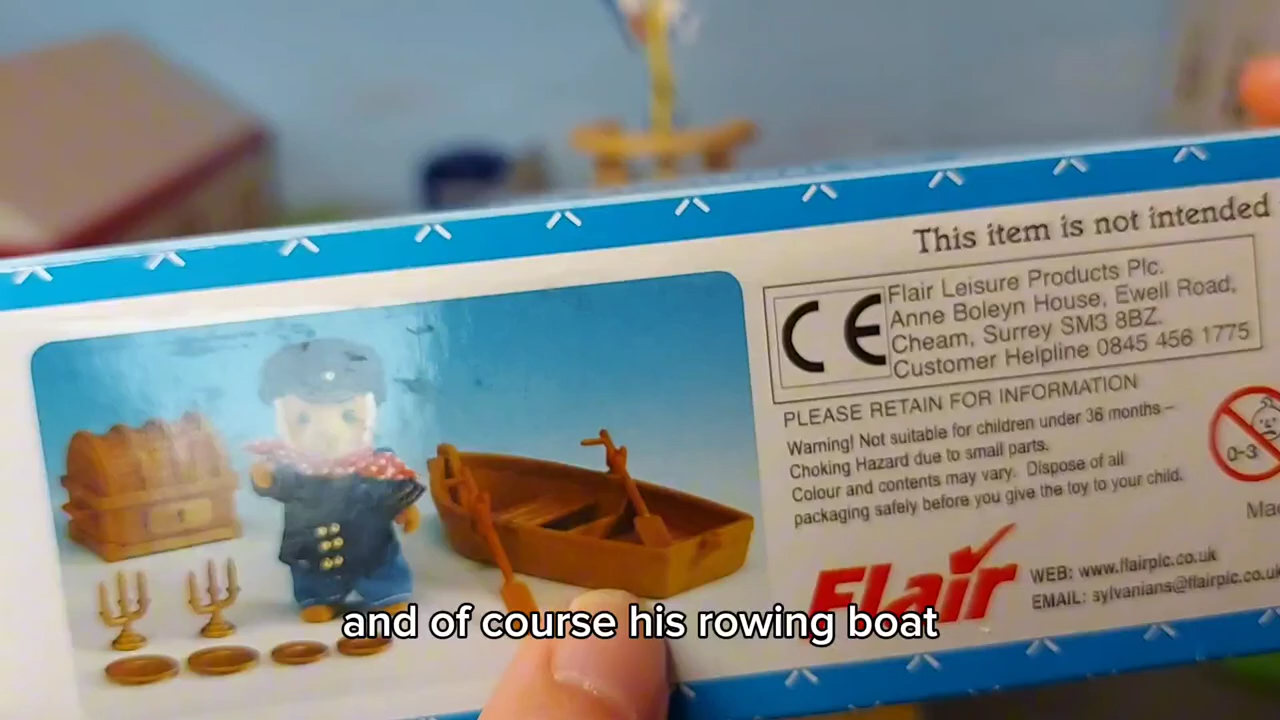 This item is not intended
CE
Flair Leisure Products Plc.
Anne Boleyn House, Ewell Road,
Cheam, Surrey SM3 8BZ.
Customer Helpline 0845 456 1775
PLEASE RETAIN FOR INFORMATION
Warning! Not suitable for children under 36 months –
Choking Hazard due to small parts.
Colour and contents may vary. Dispose of all
packaging safely before you give the toy to your child.
0-3
Flair
WEB: www.flairplc.co.uk
EMAIL: sylvanians@flairplc.co.uk
and of course his rowing boat